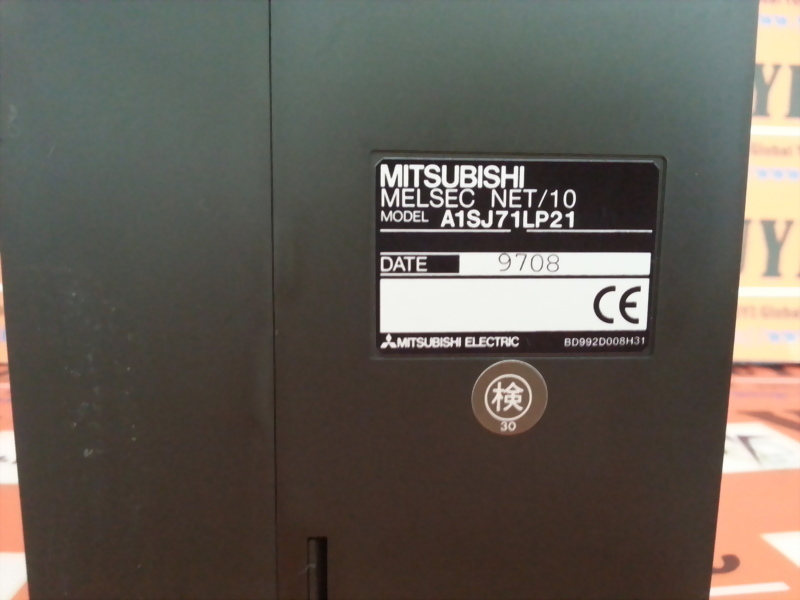 MITSUBISHI
MELSEC NET/10
MODEL A1SJ71LP21
DATE 9708
CE
MITSUBISHI ELECTRIC BD992D008H31
検
30